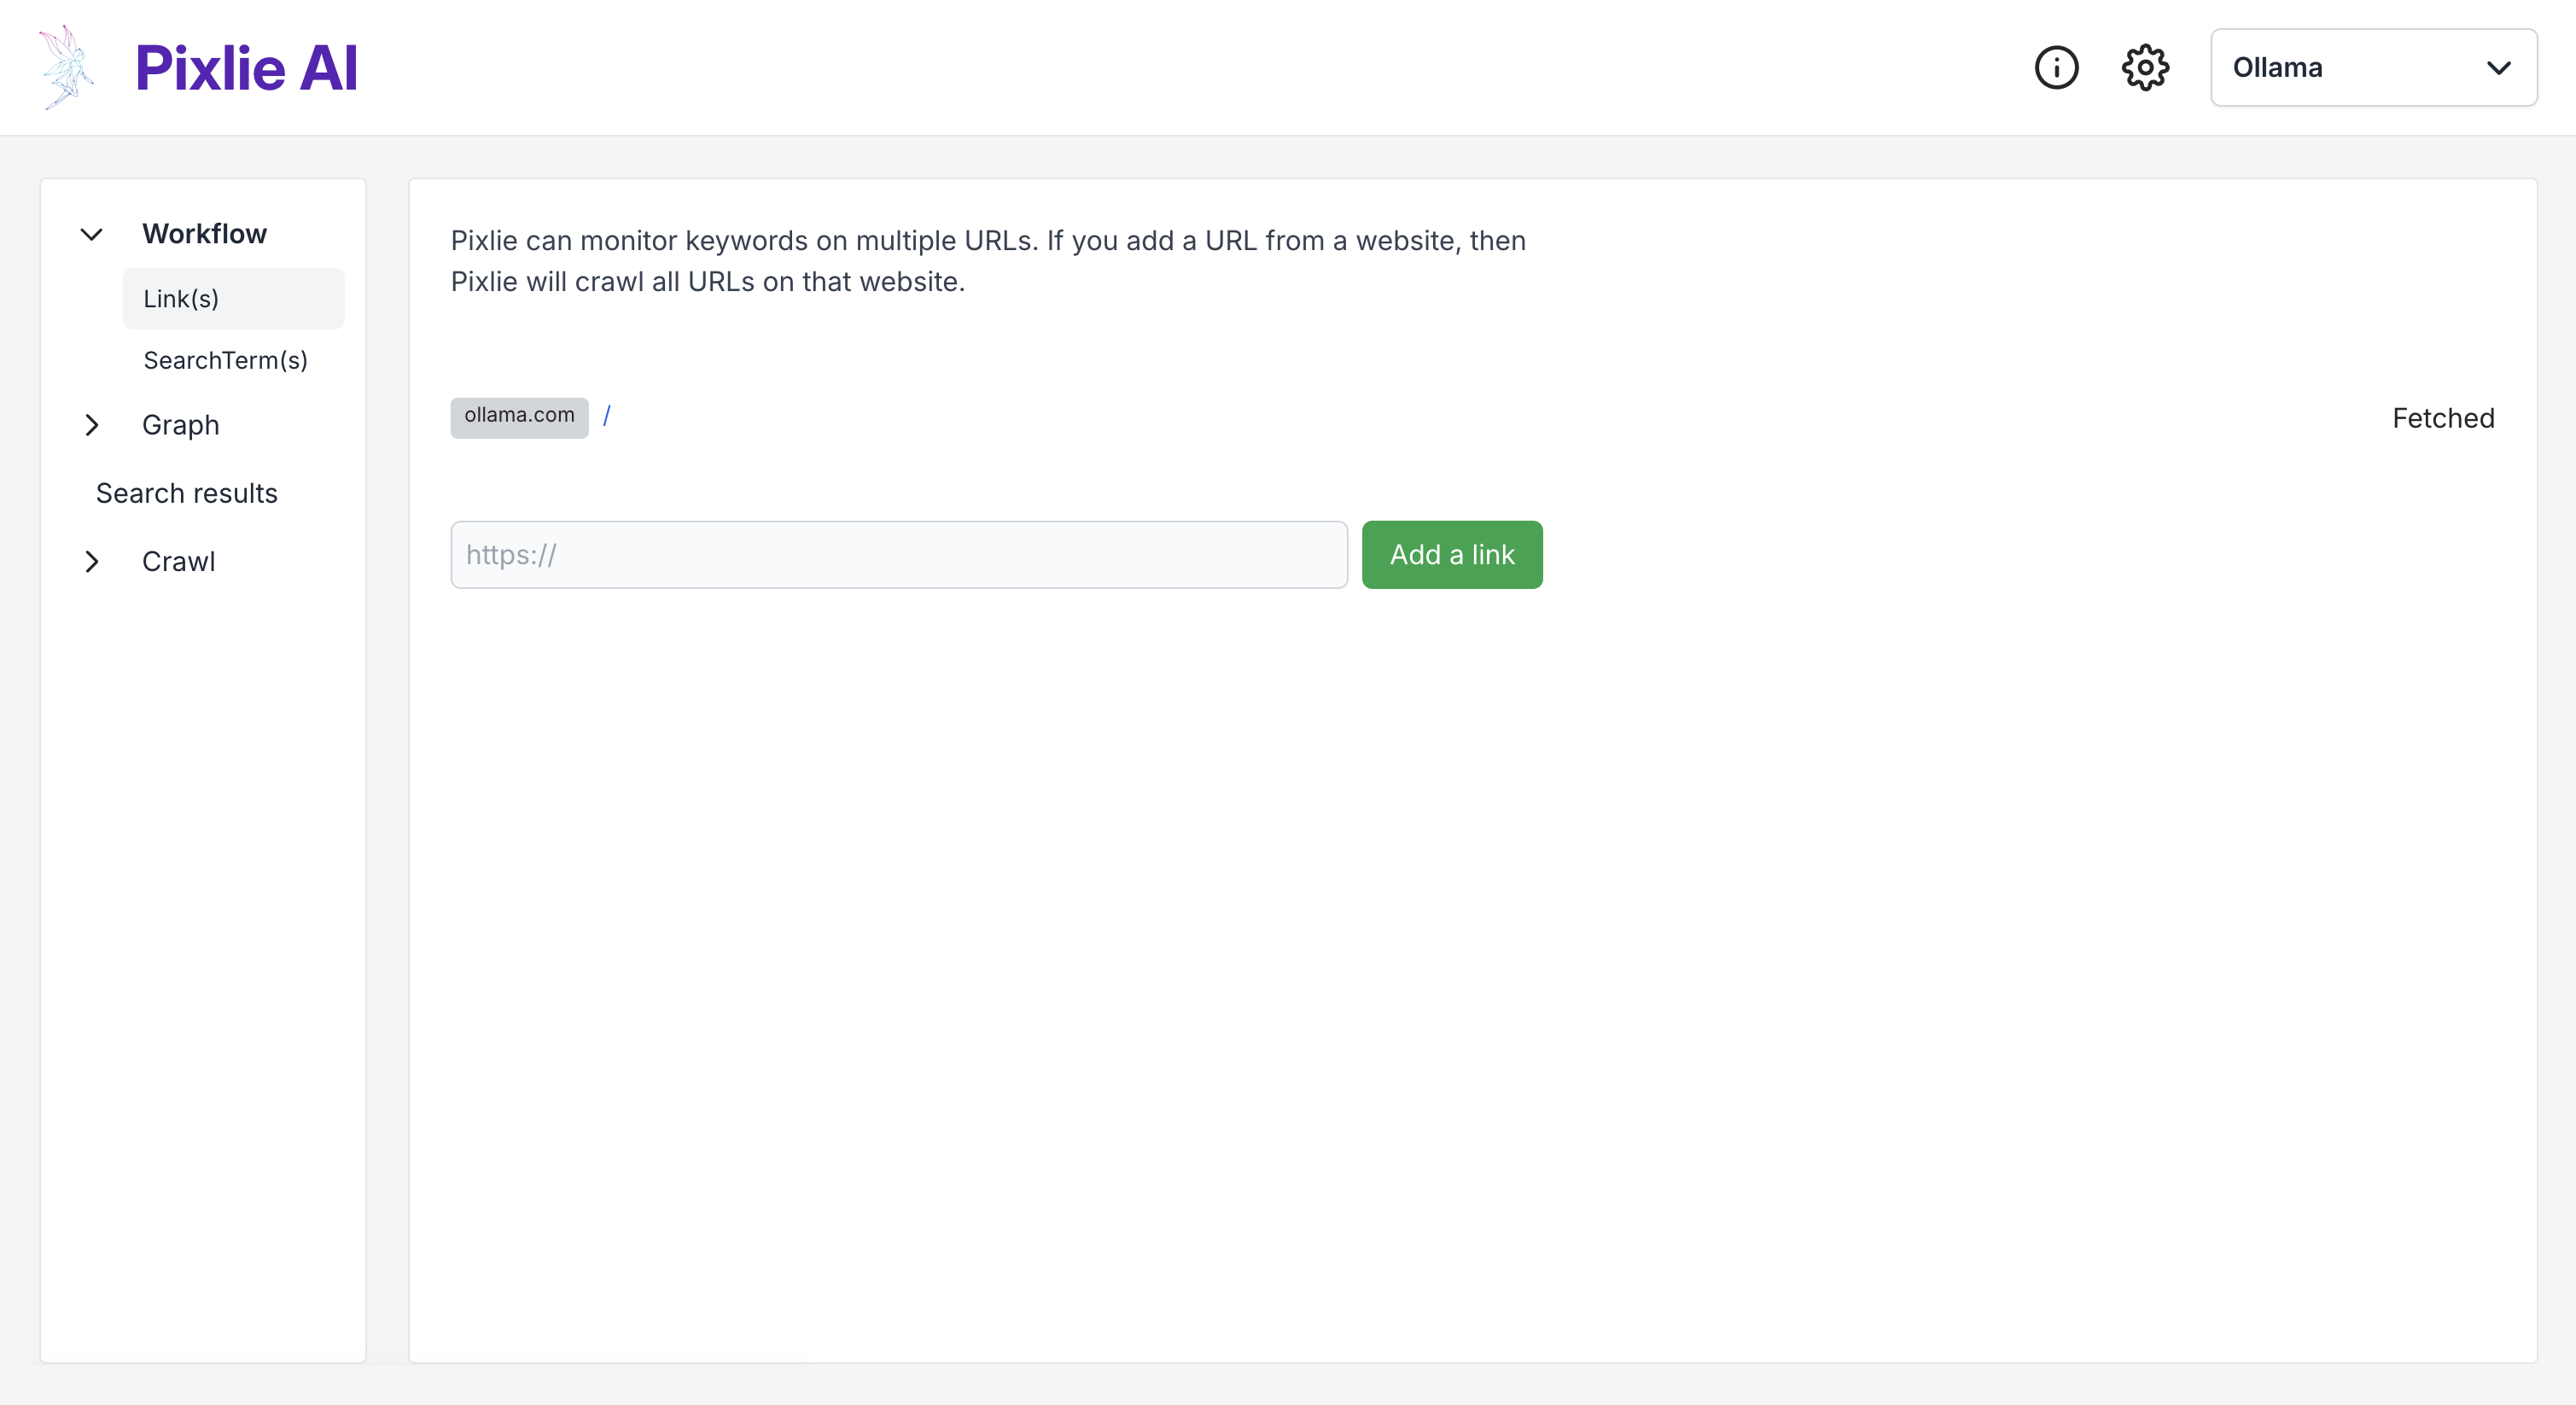 Pixlie AI
Ollama
Workflow
Link(s)
SearchTerm(s)
Graph
Search results
Crawl
Pixlie can monitor keywords on multiple URLs. If you add a URL from a website, then
Pixlie will crawl all URLs on that website.
ollama.com /
Fetched
https://
Add a link